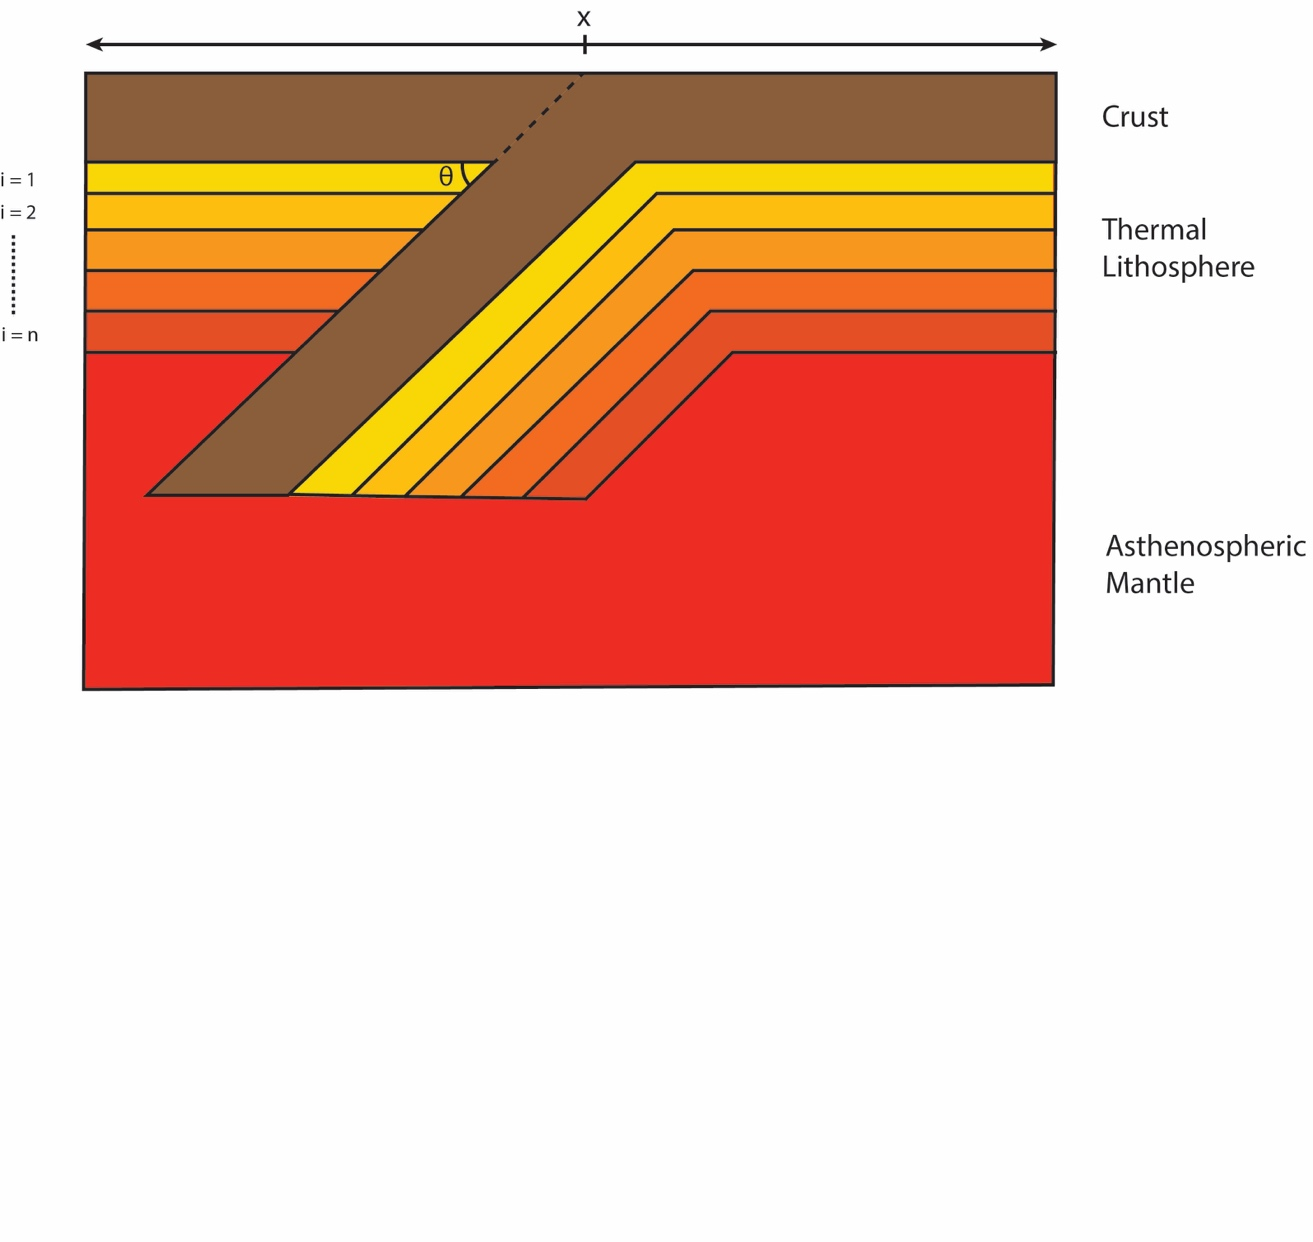 x
Crust
θ
i = 1
i = 2
Thermal
Lithosphere
i = n
Asthenospheric
Mantle